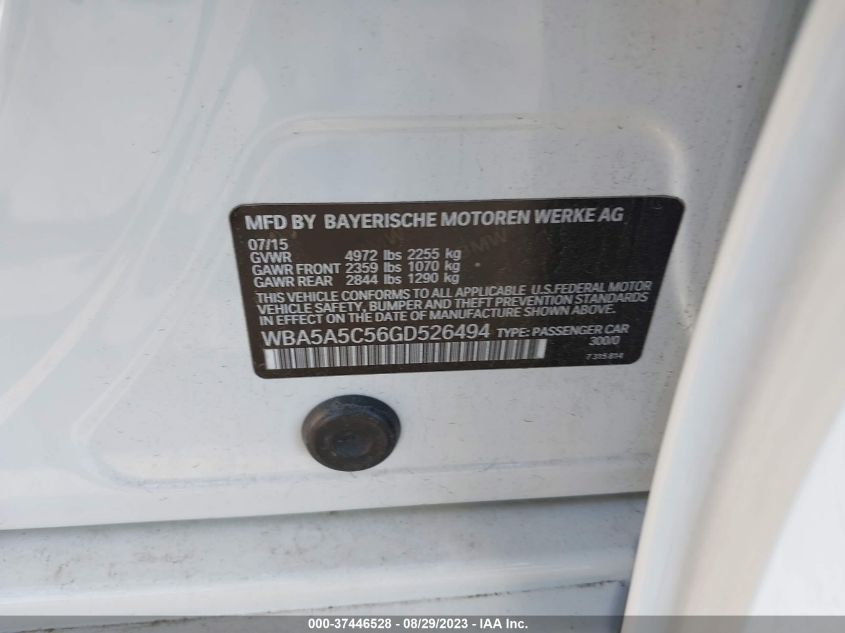 MFD BY BAYERISCHE MOTOREN WERKE AG
07/15
GVWR 4972 lbs 2255 kg
GAWR FRONT 2359 lbs 1070 kg
GAWR REAR 2844 lbs 1290 kg
THIS VEHICLE CONFORMS TO ALL APPLICABLE U.S.FEDERAL MOTOR
VEHICLE SAFETY, BUMPER AND THEFT PREVENTION STANDARDS
IN EFFECT ON THE DATE OF MANUFACTURE SHOWN ABOVE.
WBA5A5C56GD526494 TYPE: PASSENGER CAR
300/0
7 315 814
000-37446528 - 08/29/2023 - IAA Inc.